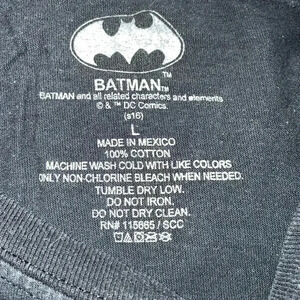 BATMAN™
BATMAN and all related characters and elements
© & ™ DC Comics.
(s16)
L
MADE IN MEXICO
100% COTTON
MACHINE WASH COLD WITH LIKE COLORS
ONLY NON-CHLORINE BLEACH WHEN NEEDED.
TUMBLE DRY LOW.
DO NOT IRON.
DO NOT DRY CLEAN.
RN# 115665 / SCC